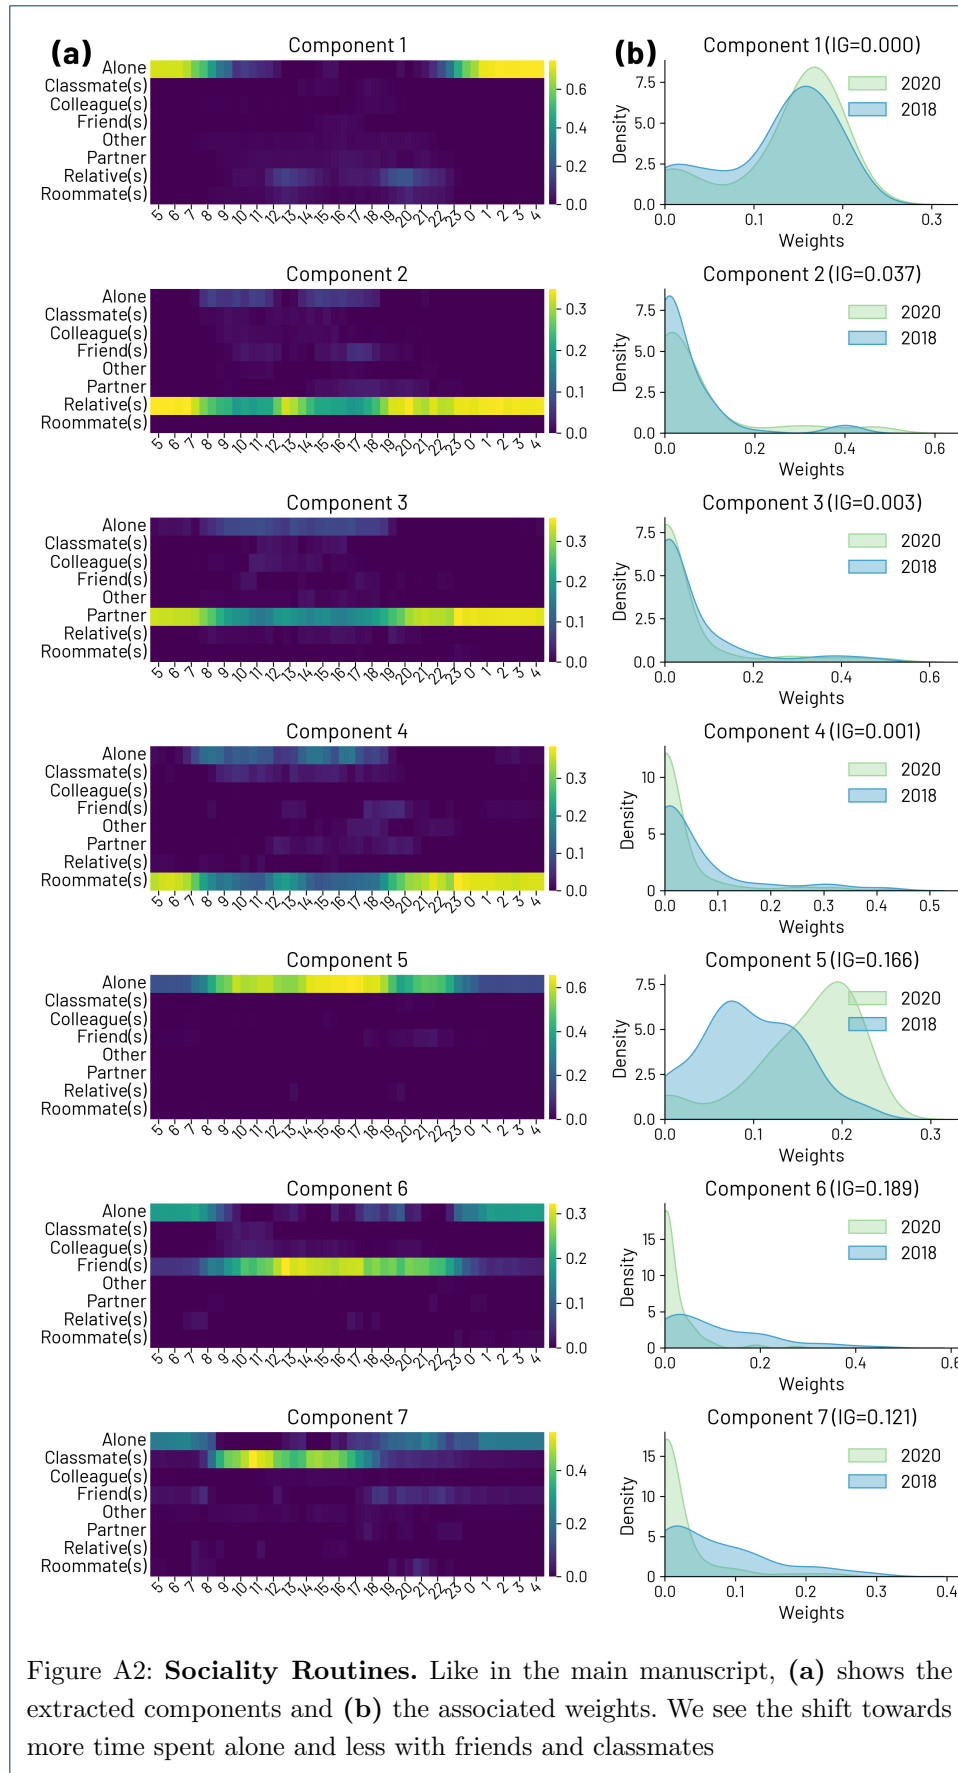 (a)
Component 1
Alone
Classmate(s)
Colleague(s)
Friend(s)
Other
Partner
Relative(s)
Roommate(s)
0.6
0.4
0.2
0.0
5 6 7 8 9 10 11 12 13 14 15 16 17 18 19 20 21 22 23 0 1 2 3 4
(b)
Component 1 (IG=0.000)
Density
7.5
5.0
2.5
0.0
2020
2018
0.0 0.1 0.2 0.3
Weights
Component 2
Alone
Classmate(s)
Colleague(s)
Friend(s)
Other
Partner
Relative(s)
Roommate(s)
0.3
0.2
0.1
0.0
5 6 7 8 9 10 11 12 13 14 15 16 17 18 19 20 21 22 23 0 1 2 3 4
Component 2 (IG=0.037)
Density
7.5
5.0
2.5
0.0
2020
2018
0.0 0.2 0.4 0.6
Weights
Component 3
Alone
Classmate(s)
Colleague(s)
Friend(s)
Other
Partner
Relative(s)
Roommate(s)
0.3
0.2
0.1
0.0
5 6 7 8 9 10 11 12 13 14 15 16 17 18 19 20 21 22 23 0 1 2 3 4
Component 3 (IG=0.003)
Density
7.5
5.0
2.5
0.0
2020
2018
0.0 0.2 0.4 0.6
Weights
Component 4
Alone
Classmate(s)
Colleague(s)
Friend(s)
Other
Partner
Relative(s)
Roommate(s)
0.3
0.2
0.1
0.0
5 6 7 8 9 10 11 12 13 14 15 16 17 18 19 20 21 22 23 0 1 2 3 4
Component 4 (IG=0.001)
Density
10
5
0
2020
2018
0.0 0.1 0.2 0.3 0.4 0.5
Weights
Component 5
Alone
Classmate(s)
Colleague(s)
Friend(s)
Other
Partner
Relative(s)
Roommate(s)
0.6
0.4
0.2
0.0
5 6 7 8 9 10 11 12 13 14 15 16 17 18 19 20 21 22 23 0 1 2 3 4
Component 5 (IG=0.166)
Density
7.5
5.0
2.5
0.0
2020
2018
0.0 0.1 0.2 0.3
Weights
Component 6
Alone
Classmate(s)
Colleague(s)
Friend(s)
Other
Partner
Relative(s)
Roommate(s)
0.3
0.2
0.1
0.0
5 6 7 8 9 10 11 12 13 14 15 16 17 18 19 20 21 22 23 0 1 2 3 4
Component 6 (IG=0.189)
Density
15
10
5
0
2020
2018
0.0 0.2 0.4 0.6
Weights
Component 7
Alone
Classmate(s)
Colleague(s)
Friend(s)
Other
Partner
Relative(s)
Roommate(s)
0.4
0.2
0.0
5 6 7 8 9 10 11 12 13 14 15 16 17 18 19 20 21 22 23 0 1 2 3 4
Component 7 (IG=0.121)
Density
15
10
5
0
2020
2018
0.0 0.1 0.2 0.3 0.4
Weights
Figure A2: Sociality Routines. Like in the main manuscript, (a) shows the
extracted components and (b) the associated weights. We see the shift towards
more time spent alone and less with friends and classmates